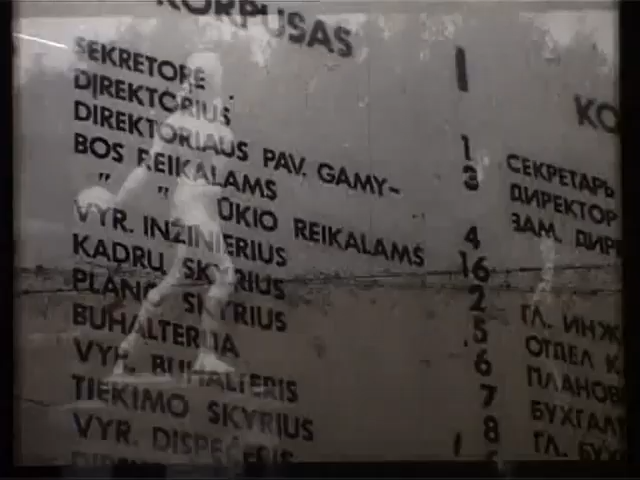 KORPUSAS I
SEKRETORĖ 1
DIREKTORIUS 3
DIREKTORIAUS PAV. GAMY-
BOS REIKALAMS 4
" " ŪKIO REIKALAMS 16
VYR. INŽINIERIUS 2
KADRŲ SKYRIUS 5
PLANO SKYRIUS 6
BUHALTERIJA 7
VYR. BUHALTERIS 8
TIEKIMO SKYRIUS
VYR. DISPEČERIS
КО
СЕКРЕТАРЬ
ДИРЕКТОР
ЗАМ. ДИРЕ
ГЛ. ИНЖ
ОТДЕЛ К
ПЛАНОВ
БУХГАЛТ
ГЛ. БУХ